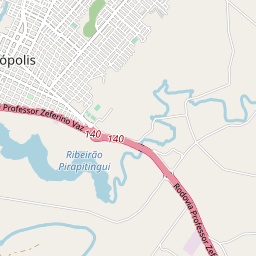 ópolis
Professor Zeferino Vaz
140
140
Ribeirão
Pirapitingui
Rodovia Professor Zef